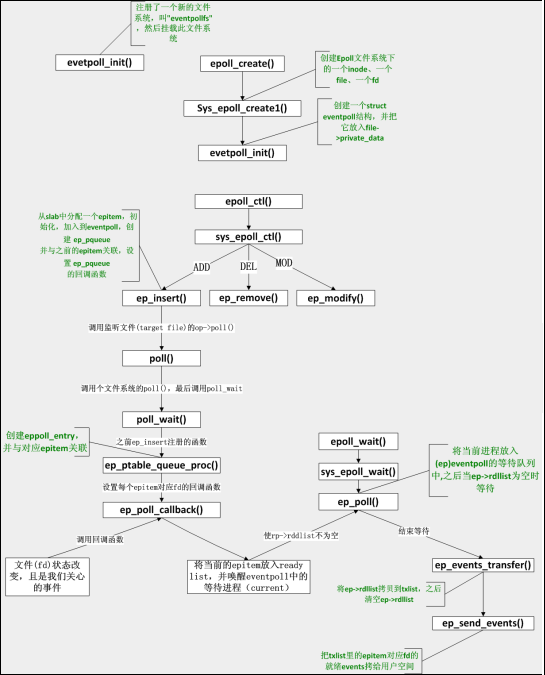 注册了一个新的文件
系统，叫"eventpollfs"
，然后挂载此文件系
统
evetpoll_init()
epoll_create()
创建Epoll文件系统下
的一个inode、一个
file、一个fd
Sys_epoll_create1()
创建一个struct
eventpoll结构，并把
它放入file-
>private_data
evetpoll_init()
epoll_ctl()
从slab中分配一个epitem，初
始化，加入到eventpoll，创
建 ep_pqueue
并与之前的epitem关联，设
置 ep_pqueue
的回调函数
sys_epoll_ctl()
ADD
DEL
MOD
ep_insert()
ep_remove()
ep_modify()
调用监听文件(target file)的op->poll()
poll()
调用个文件系统的poll()，最后调用poll_wait
poll_wait()
创建eppoll_entry，
并与对应epitem关联
之前ep_insert注册的函数
ep_ptable_queue_proc()
设置每个epitem对应fd的回调函数
ep_poll_callback()
epoll_wait()
sys_epoll_wait()
ep_poll()
将当前进程放入
(ep)eventpoll的等待队列
中,之后当ep->rdllist为空时
等待
调用回调函数
使rp->rddlist不为空
结束等待
文件(fd)状态改
变，且是我们关心
的事件
将当前的epitem放入ready
list，并唤醒eventpoll中的
等待进程（current）
ep_events_transfer()
将ep->rdllist拷贝到txlist，之后
清空ep->rdllist
ep_send_events()
把txlist里的epitem对应fd的
就绪events拷给用户空间